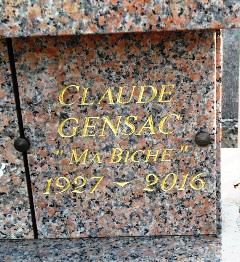 CLAUDE
GENSAC
"MA BICHE"
1927 ~ 2016